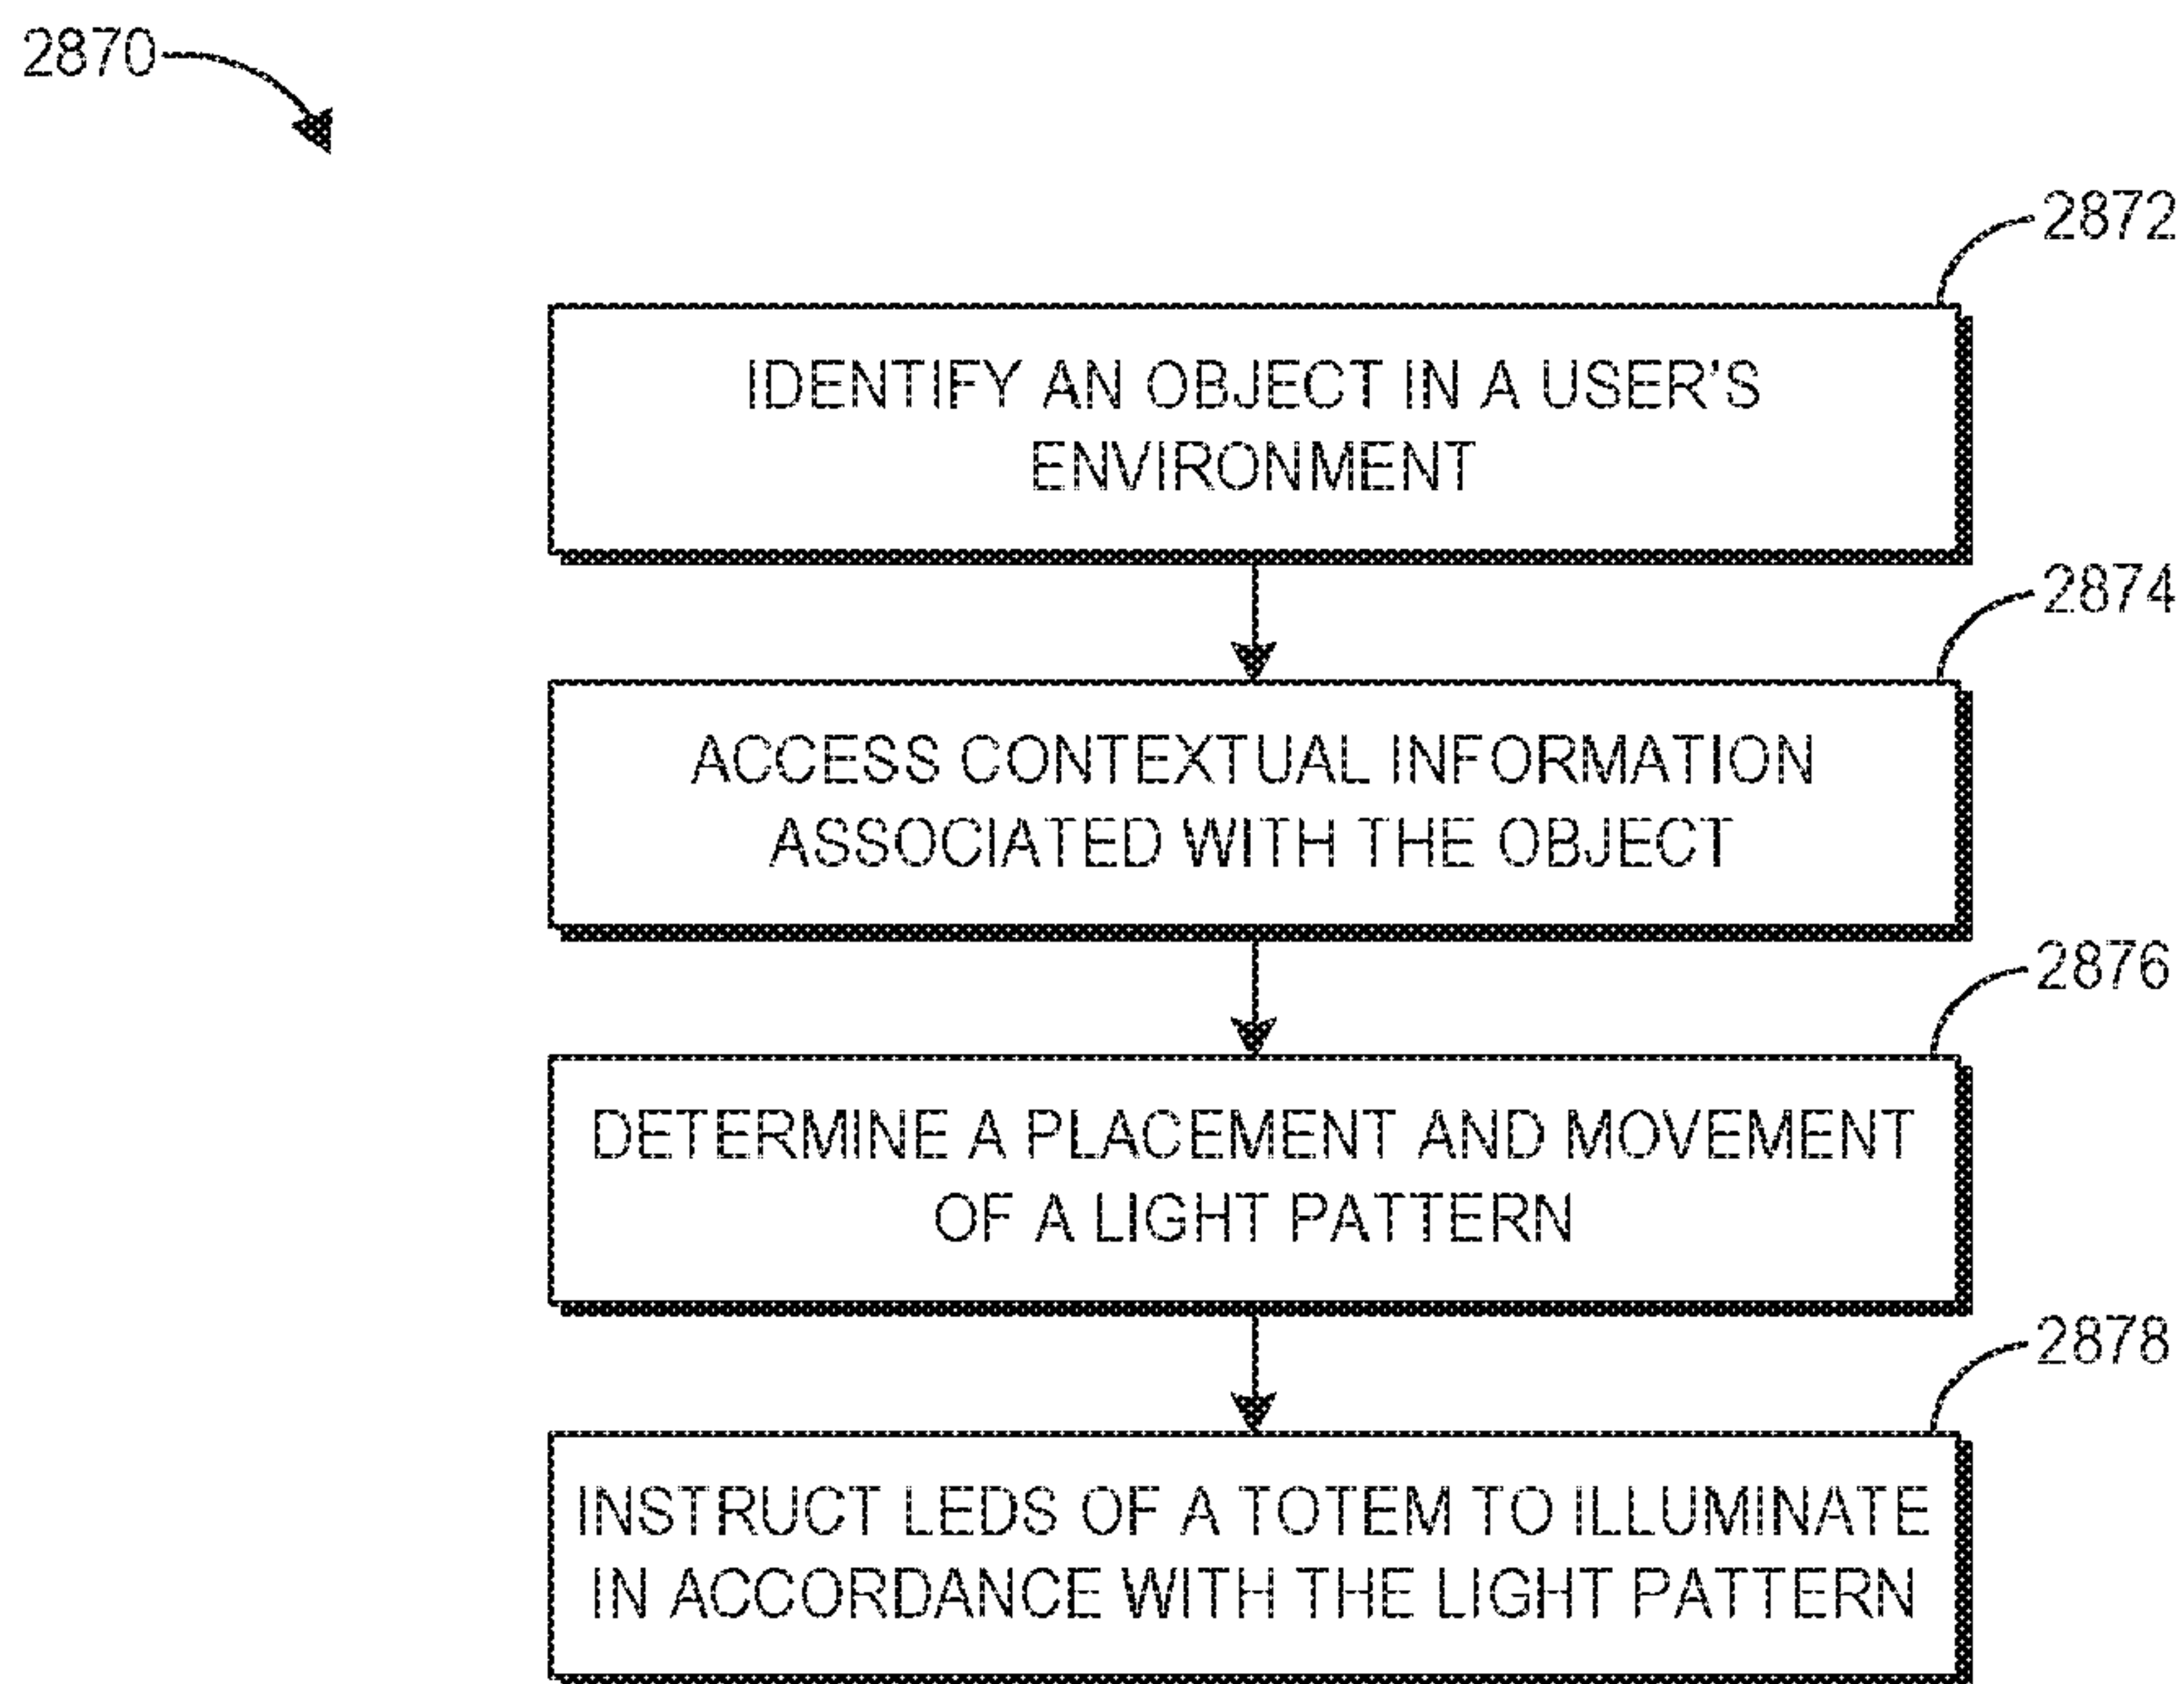 2870
2872
IDENTIFY AN OBJECT IN A USER'S
ENVIRONMENT
2874
ACCESS CONTEXTUAL INFORMATION
ASSOCIATED WITH THE OBJECT
2876
DETERMINE A PLACEMENT AND MOVEMENT
OF A LIGHT PATTERN
2878
INSTRUCT LEDS OF A TOTEM TO ILLUMINATE
IN ACCORDANCE WITH THE LIGHT PATTERN